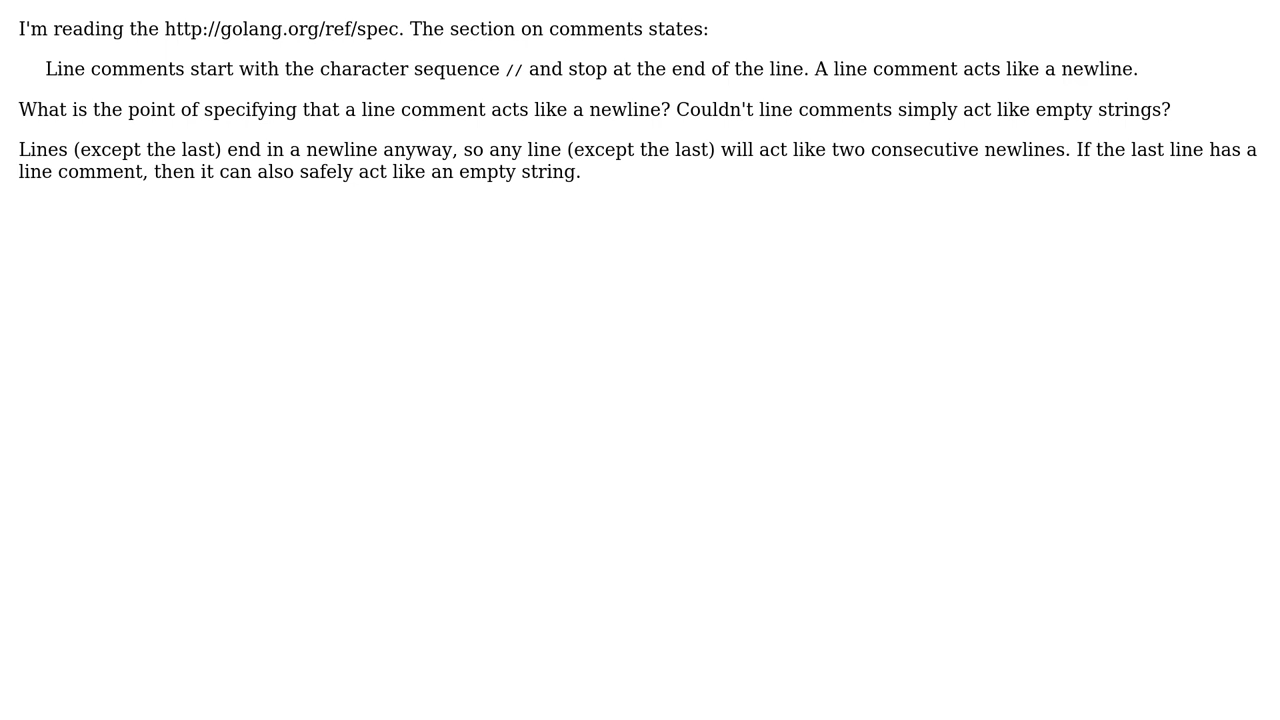 I'm reading the http://golang.org/ref/spec. The section on comments states:
Line comments start with the character sequence // and stop at the end of the line. A line comment acts like a newline.
What is the point of specifying that a line comment acts like a newline? Couldn't line comments simply act like empty strings?
Lines (except the last) end in a newline anyway, so any line (except the last) will act like two consecutive newlines. If the last line has a
line comment, then it can also safely act like an empty string.